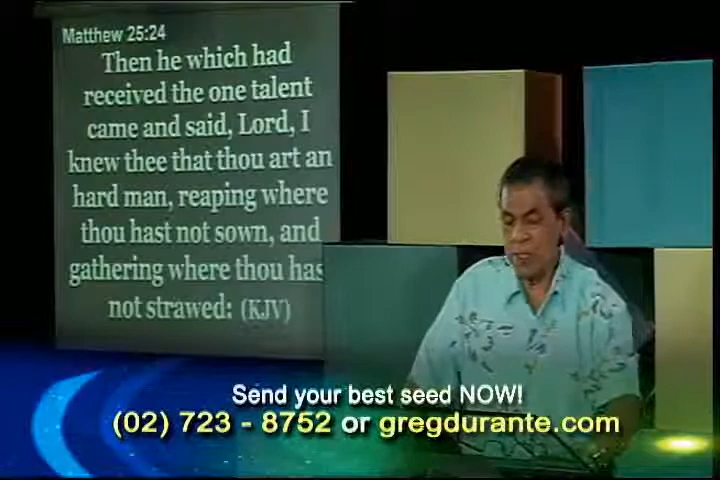 Matthew 25:24
Then he which had
received the one talent
came and said, Lord, I
knew thee that thou art an
hard man, reaping where
thou hast not sown, and
gathering where thou has
not strawed: (KJV)
Send your best seed NOW!
(02) 723 - 8752 or gregdurante.com